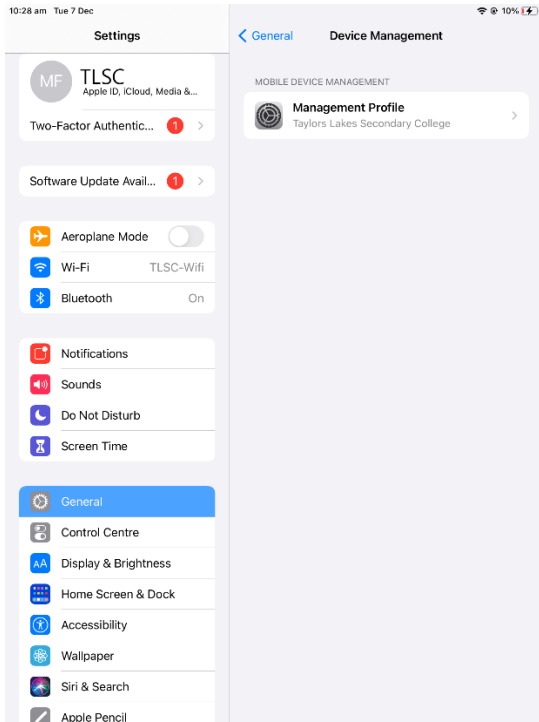 10:28 am Tue 7 Dec
10%
Settings
MF
TLSC
Apple ID, iCloud, Media &...
Two-Factor Authentic...
1
Software Update Avail...
1
Aeroplane Mode
Wi-Fi
TLSC-Wifi
Bluetooth
On
Notifications
Sounds
Do Not Disturb
Screen Time
General
Control Centre
AA
Display & Brightness
Home Screen & Dock
Accessibility
Wallpaper
Siri & Search
Apple Pencil
General
Device Management
MOBILE DEVICE MANAGEMENT
Management Profile
Taylors Lakes Secondary College